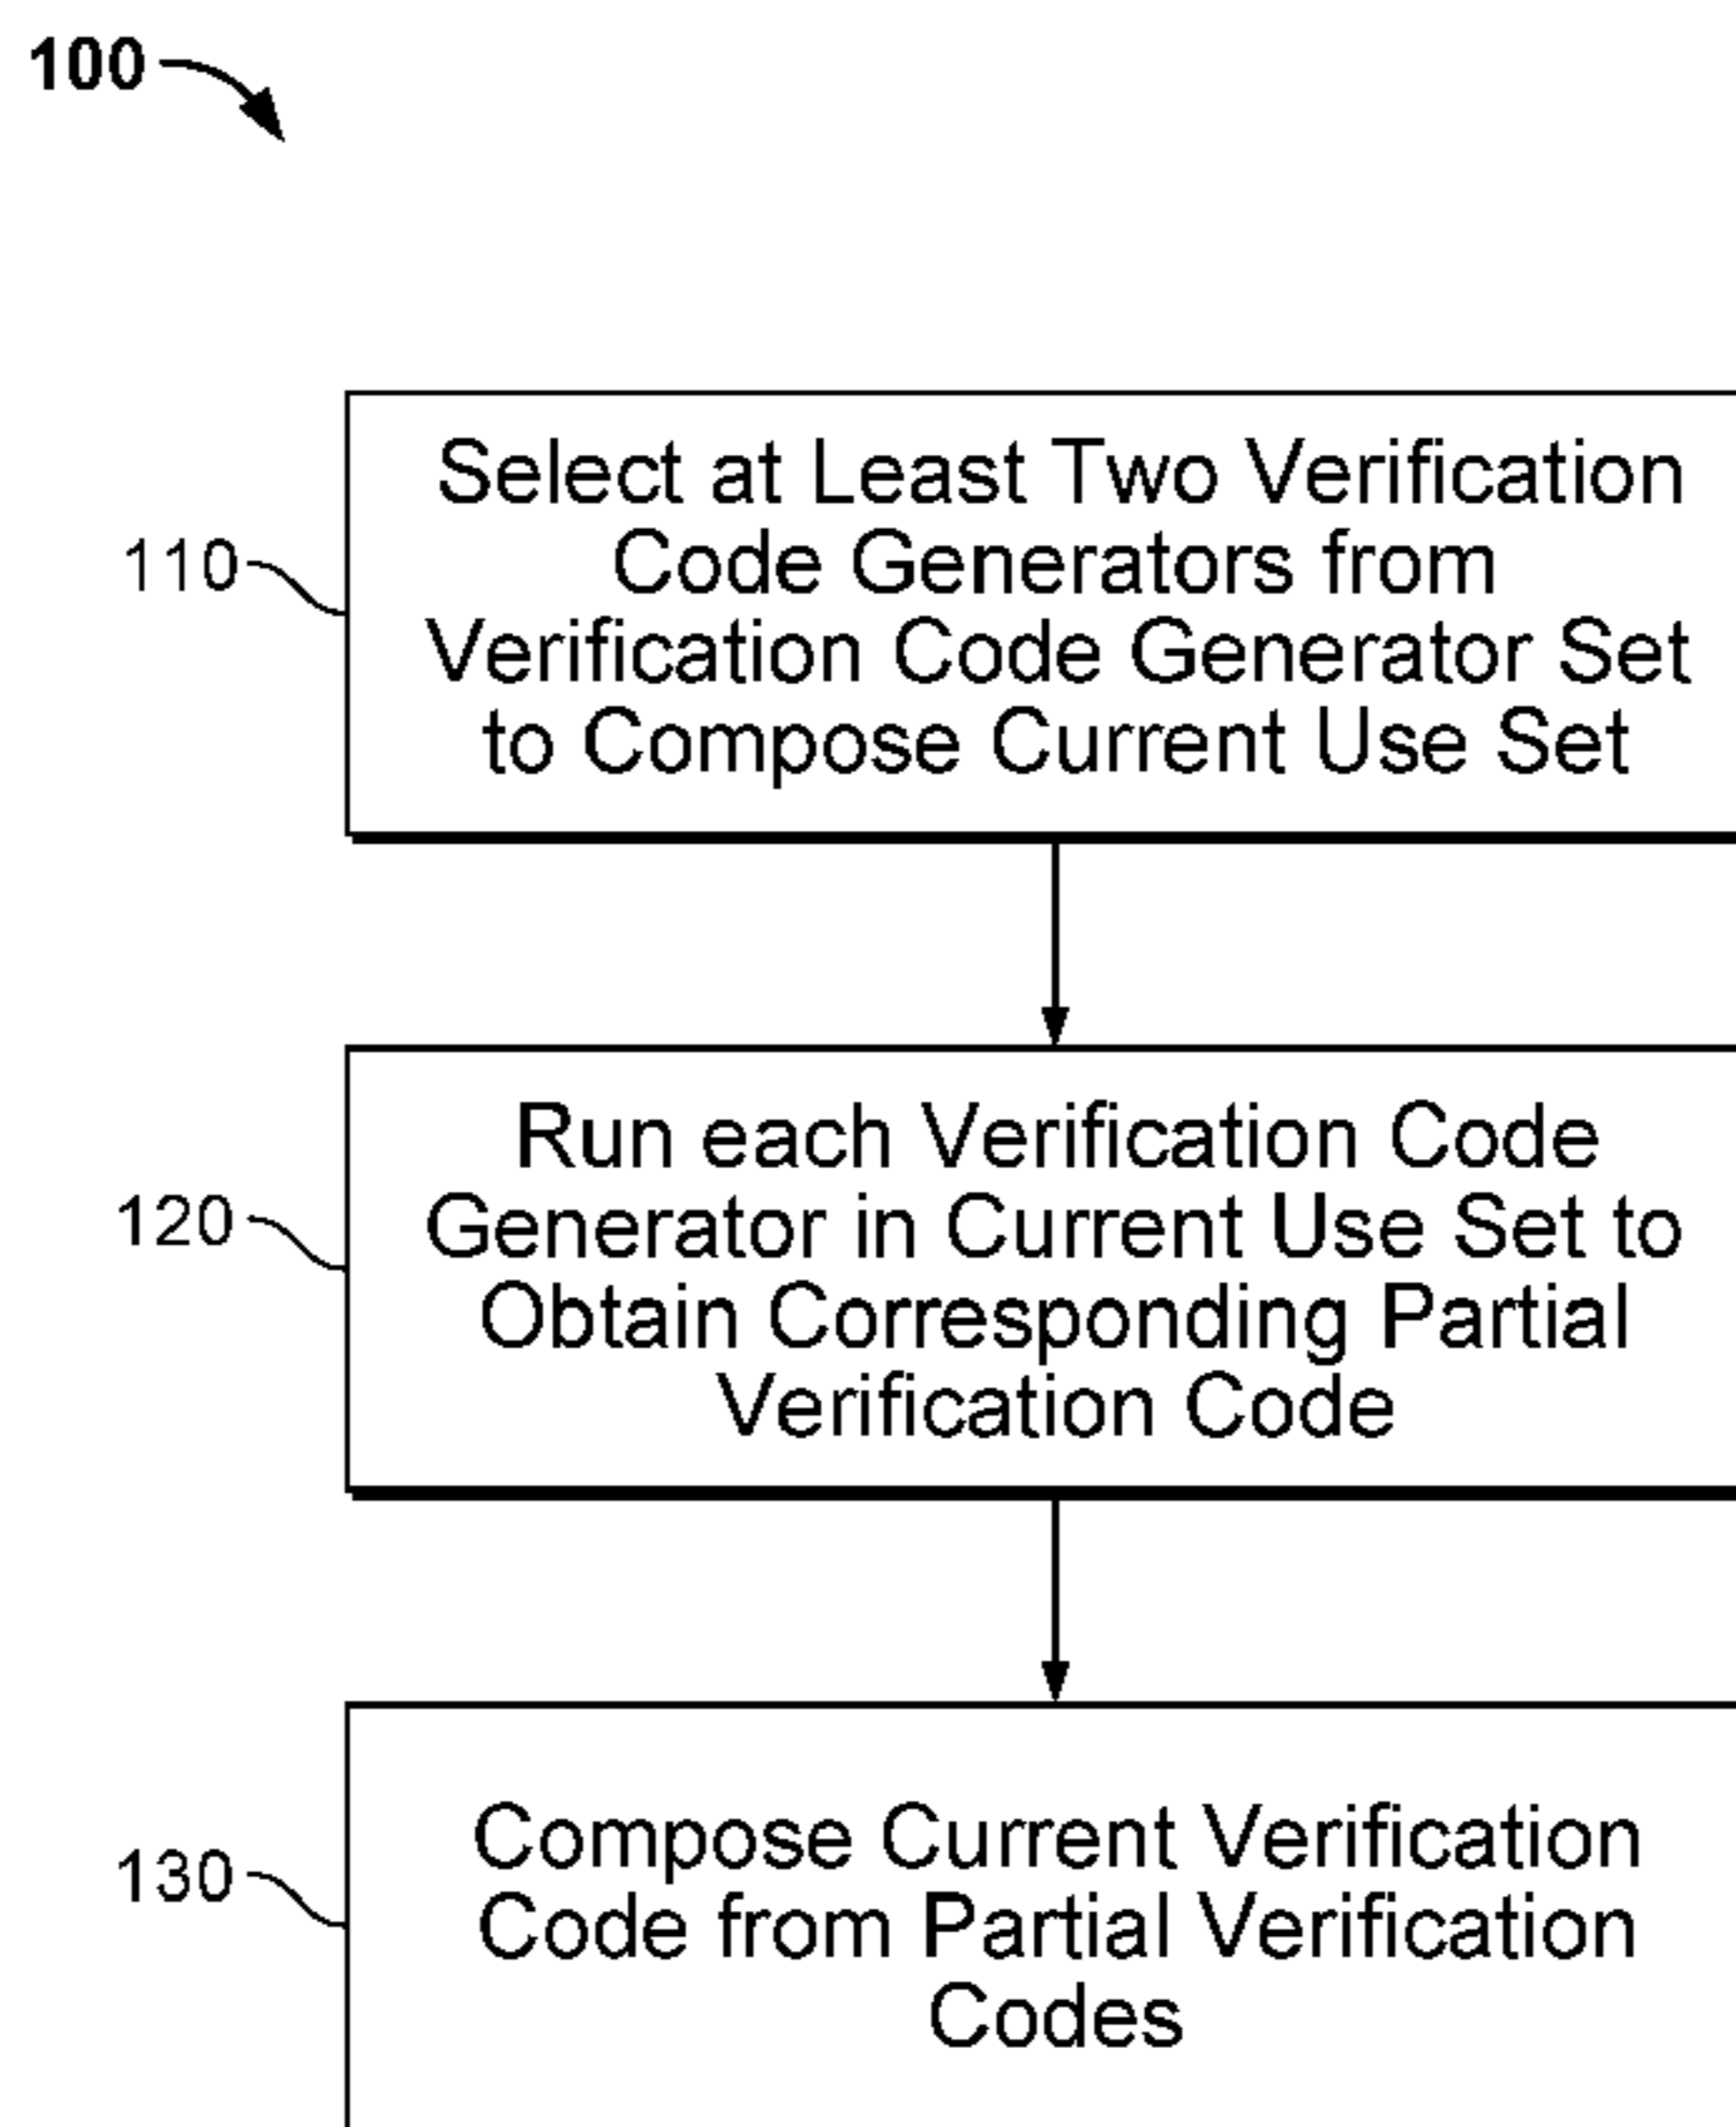 100
110
Select at Least Two Verification
Code Generators from
Verification Code Generator Set
to Compose Current Use Set
120
Run each Verification Code
Generator in Current Use Set to
Obtain Corresponding Partial
Verification Code
130
Compose Current Verification
Code from Partial Verification
Codes